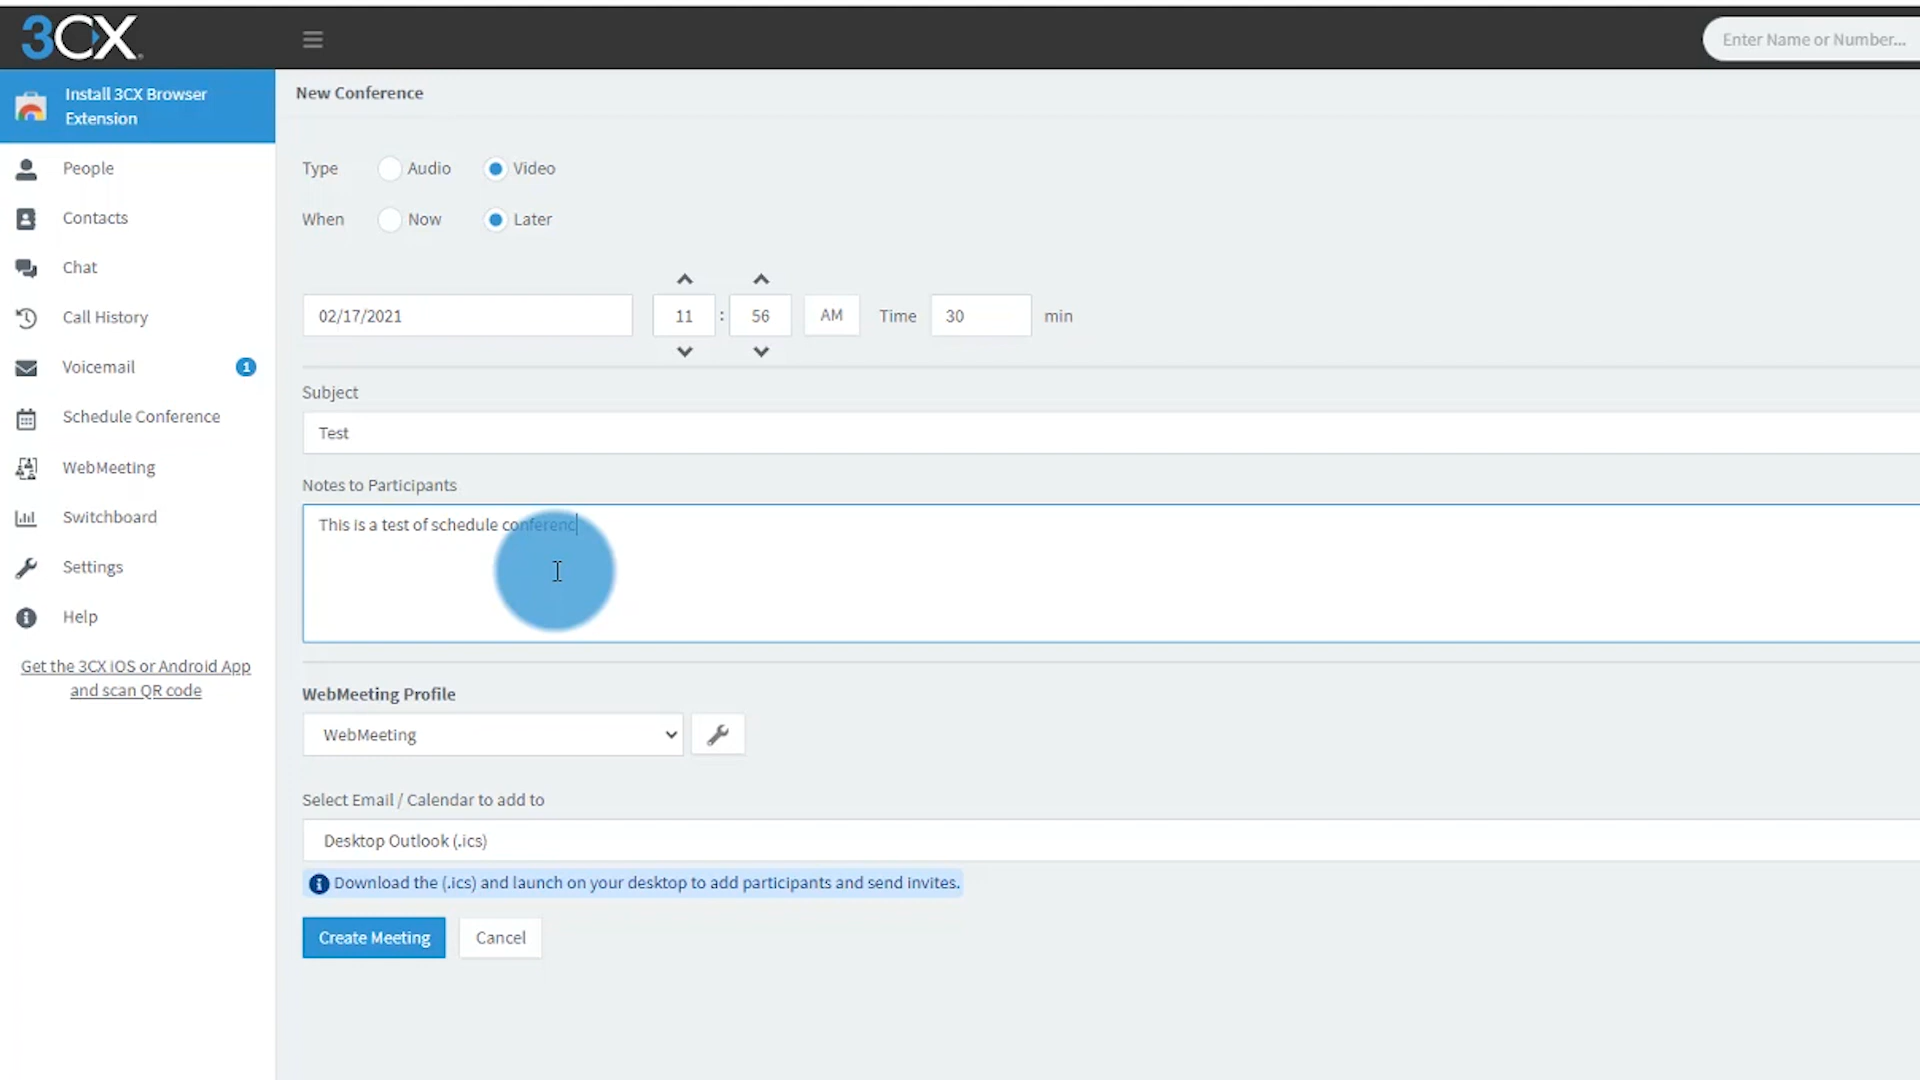 3CX
Enter Name or Number...
Install 3CX Browser
Extension
People
Contacts
Chat
Call History
Voicemail 1
Schedule Conference
WebMeeting
Switchboard
Settings
Help
Get the 3CX iOS or Android App
and scan QR code
New Conference
Type Audio Video
When Now Later
02/17/2021 11 : 56 AM Time 30 min
Subject
Test
Notes to Participants
This is a test of schedule conferenc
WebMeeting Profile
WebMeeting
Select Email / Calendar to add to
Desktop Outlook (.ics)
Download the (.ics) and launch on your desktop to add participants and send invites.
Create Meeting Cancel